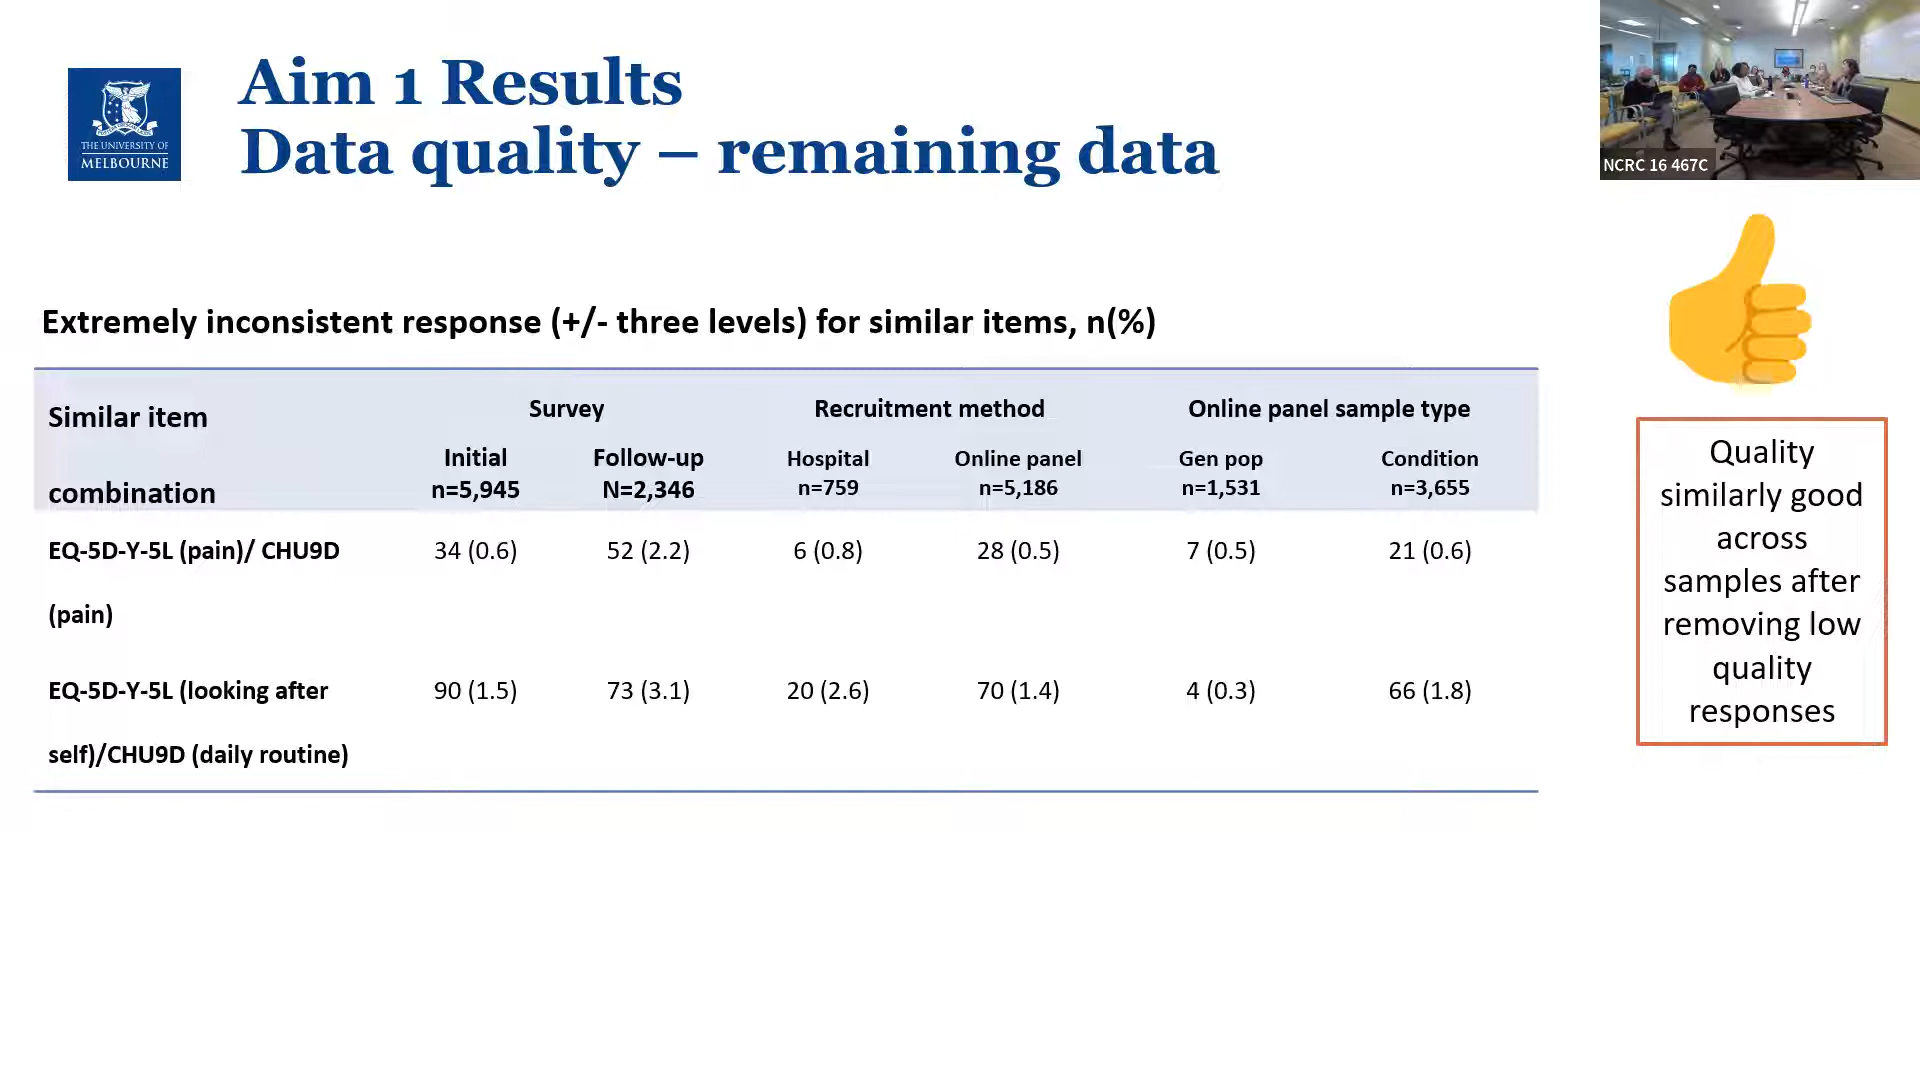 THE UNIVERSITY OF
MELBOURNE
Aim 1 Results
Data quality – remaining data
NCRC 16 467C
Extremely inconsistent response (+/- three levels) for similar items, n(%)
Similar item combination
Survey
Recruitment method
Online panel sample type
Initial n=5,945
Follow-up N=2,346
Hospital n=759
Online panel n=5,186
Gen pop n=1,531
Condition n=3,655
EQ-5D-Y-5L (pain)/ CHU9D (pain)
34 (0.6)
52 (2.2)
6 (0.8)
28 (0.5)
7 (0.5)
21 (0.6)
EQ-5D-Y-5L (looking after self)/CHU9D (daily routine)
90 (1.5)
73 (3.1)
20 (2.6)
70 (1.4)
4 (0.3)
66 (1.8)
Quality
similarly good
across
samples after
removing low
quality
responses